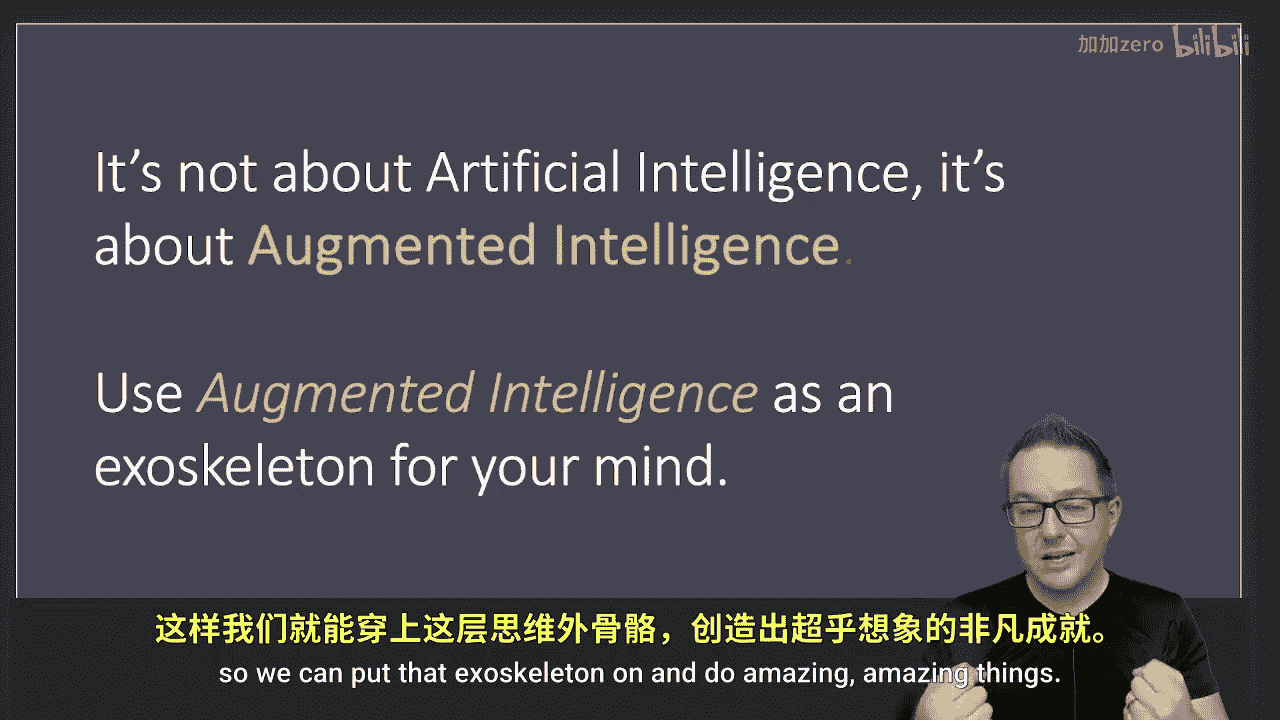 加加zero bilibili
It's not about Artificial Intelligence, it's
about Augmented Intelligence.
Use Augmented Intelligence as an
exoskeleton for your mind.
这样我们就能穿上这层思维外骨骼，创造出超乎想象的非凡成就。
so we can put that exoskeleton on and do amazing, amazing things.